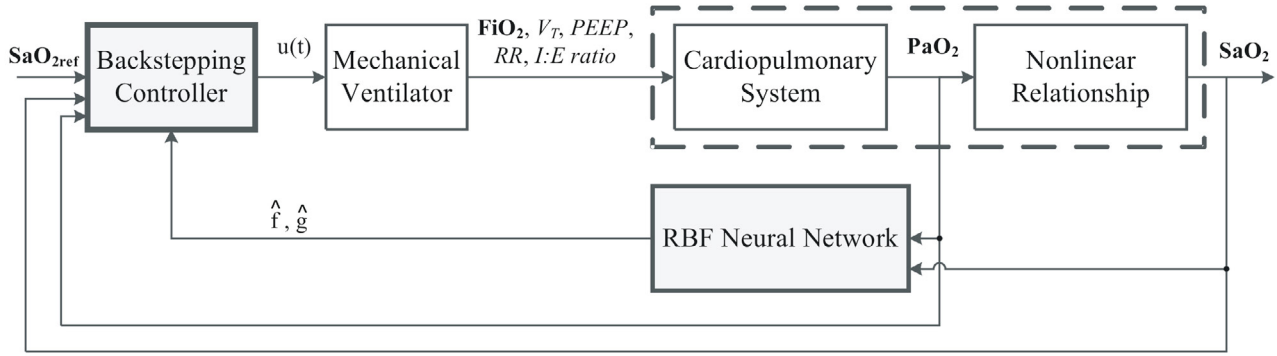 SaO2ref
Backstepping
Controller
u(t)
Mechanical
Ventilator
FiO2, VT, PEEP,
RR, I:E ratio
Cardiopulmonary
System
PaO2
Nonlinear
Relationship
SaO2
f̂ , ĝ
RBF Neural Network